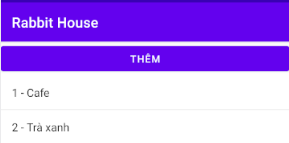 Rabbit House
THÊM
1 - Cafe
2 - Trà xanh